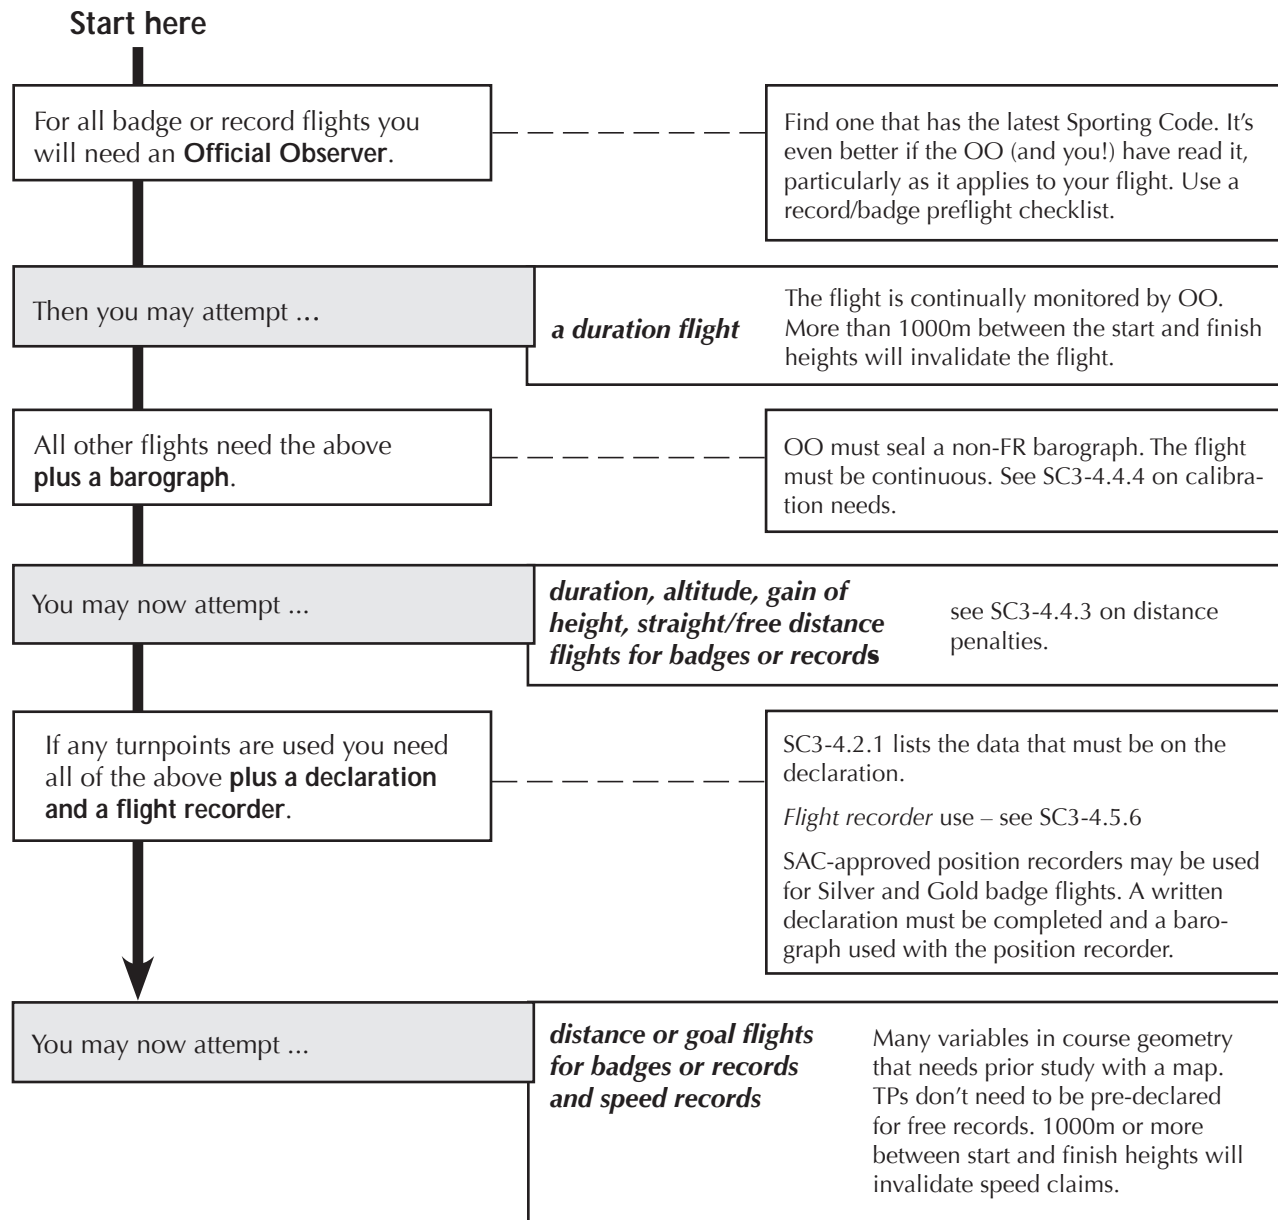 Start here
For all badge or record flights you
will need an Official Observer.
Find one that has the latest Sporting Code. It's
even better if the OO (and you!) have read it,
particularly as it applies to your flight. Use a
record/badge preflight checklist.
Then you may attempt ...
a duration flight
The flight is continually monitored by OO.
More than 1000m between the start and finish
heights will invalidate the flight.
All other flights need the above
plus a barograph.
OO must seal a non-FR barograph. The flight
must be continuous. See SC3-4.4.4 on calibra-
tion needs.
You may now attempt ...
duration, altitude, gain of
height, straight/free distance
flights for badges or records
see SC3-4.4.3 on distance
penalties.
If any turnpoints are used you need
all of the above plus a declaration
and a flight recorder.
SC3-4.2.1 lists the data that must be on the
declaration.
Flight recorder use – see SC3-4.5.6
SAC-approved position recorders may be used
for Silver and Gold badge flights. A written
declaration must be completed and a baro-
graph used with the position recorder.
You may now attempt ...
distance or goal flights
for badges or records
and speed records
Many variables in course geometry
that needs prior study with a map.
TPs don't need to be pre-declared
for free records. 1000m or more
between start and finish heights will
invalidate speed claims.